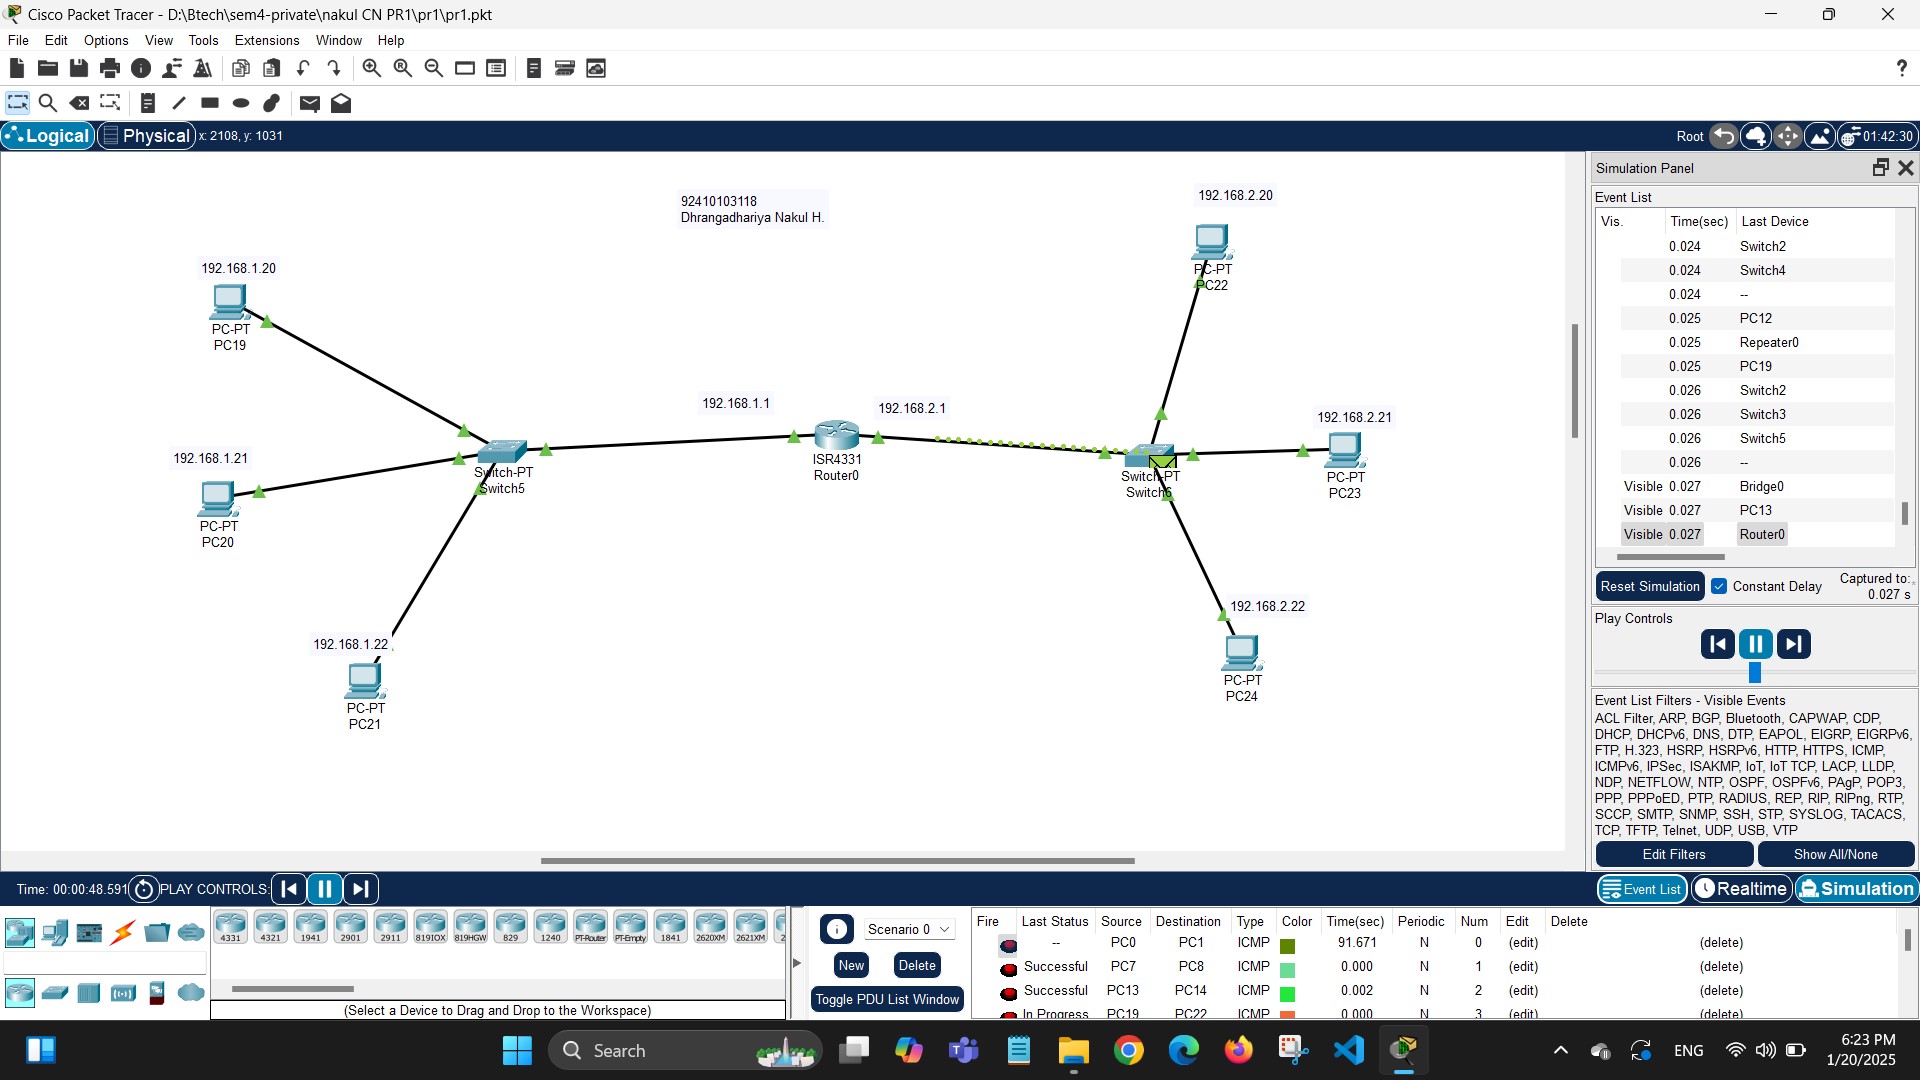 Cisco Packet Tracer - D:\Btech\sem4-private\nakul CN PR1\pr1\pr1.pkt
File Edit Options View Tools Extensions Window Help
?
Logical Physical x: 2108, y: 1031
Root 01:42:30
92410103118
Dhrangadhariya Nakul H.
192.168.1.20
PC-PT
PC19
192.168.1.21
PC-PT
PC20
192.168.1.22
PC-PT
PC21
Switch-PT
Switch5
192.168.1.1
192.168.2.1
ISR4331
Router0
192.168.2.20
PC-PT
PC22
Switch-PT
Switch6
192.168.2.21
PC-PT
PC23
192.168.2.22
PC-PT
PC24
Simulation Panel
Event List
Vis. Time(sec) Last Device
0.024 Switch2
0.024 Switch4
0.024 --
0.025 PC12
0.025 Repeater0
0.025 PC19
0.026 Switch2
0.026 Switch3
0.026 Switch5
0.026 --
Visible 0.027 Bridge0
Visible 0.027 PC13
Visible 0.027 Router0
Reset Simulation Constant Delay Captured to:
0.027 s
Play Controls
Event List Filters - Visible Events
ACL Filter, ARP, BGP, Bluetooth, CAPWAP, CDP,
DHCP, DHCPv6, DNS, DTP, EAPOL, EIGRP, EIGRPv6,
FTP, H.323, HSRP, HSRPv6, HTTP, HTTPS, ICMP,
ICMPv6, IPSec, ISAKMP, IoT, IoT TCP, LACP, LLDP,
NDP, NETFLOW, NTP, OSPF, OSPFv6, PAgP, POP3,
PPP, PPPoED, PTP, RADIUS, REP, RIP, RIPng, RTP,
SCCP, SMTP, SNMP, SSH, STP, SYSLOG, TACACS,
TCP, TFTP, Telnet, UDP, USB, VTP
Edit Filters Show All/None
Time: 00:00:48.591 PLAY CONTROLS:
Event List Realtime Simulation
4331 4321 1941 2901 2911 819IOX 819HGW 829 1240 PT-Router PT-Empty 1841 2620XM 2621XM 2
(Select a Device to Drag and Drop to the Workspace)
Scenario 0
New Delete
Toggle PDU List Window
Fire Last Status Source Destination Type Color Time(sec) Periodic Num Edit Delete
-- PC0 PC1 ICMP 91.671 N 0 (edit) (delete)
Successful PC7 PC8 ICMP 0.000 N 1 (edit) (delete)
Successful PC13 PC14 ICMP 0.002 N 2 (edit) (delete)
In Progress PC19 PC22 ICMP 0.000 N 3 (edit) (delete)
Search
ENG
6:23 PM
1/20/2025